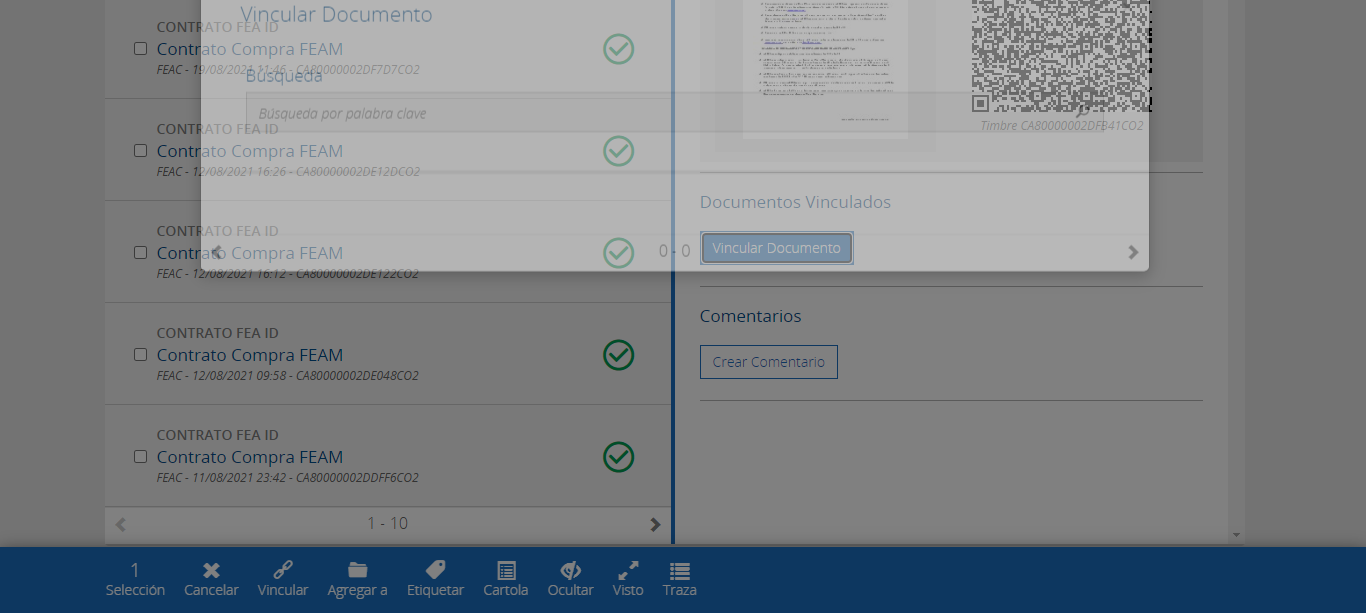 Vincular Documento
Búsqueda
Búsqueda por palabra clave
0 - 0
CONTRATO FEA ID
Contrato Compra FEAM
FEAC - 19/08/2021 11:46 - CA80000002DF7D7CO2
CONTRATO FEA ID
Contrato Compra FEAM
FEAC - 12/08/2021 16:26 - CA80000002DE12DCO2
CONTRATO FEA ID
Contrato Compra FEAM
FEAC - 12/08/2021 16:12 - CA80000002DE122CO2
CONTRATO FEA ID
Contrato Compra FEAM
FEAC - 12/08/2021 09:58 - CA80000002DE048CO2
CONTRATO FEA ID
Contrato Compra FEAM
FEAC - 11/08/2021 23:42 - CA80000002DDFF6CO2
1 - 10
Timbre CA80000002DFB41CO2
Documentos Vinculados
Vincular Documento
Comentarios
Crear Comentario
1
Selección
Cancelar
Vincular
Agregar a
Etiquetar
Cartola
Ocultar
Visto
Traza